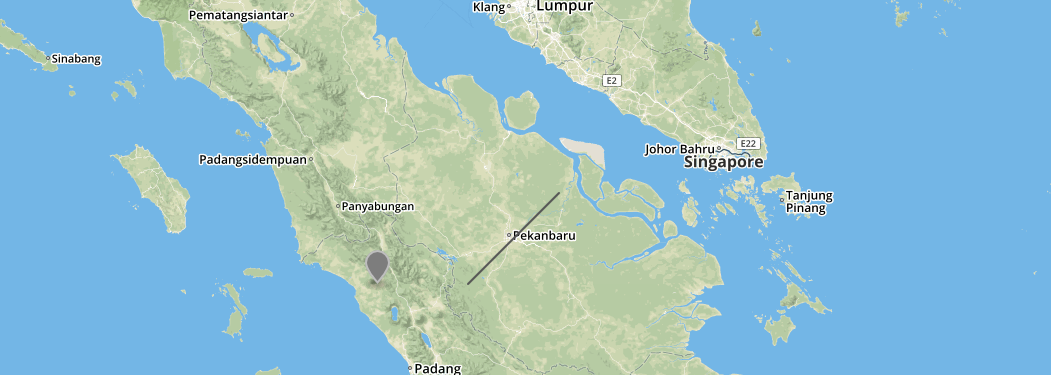 Klang
Lumpur
Pematangsiantar
Sinabang
E2
E22
Johor Bahru
Singapore
Padangsidempuan
Tanjung
Pinang
Panyabungan
Pekanbaru
Padang